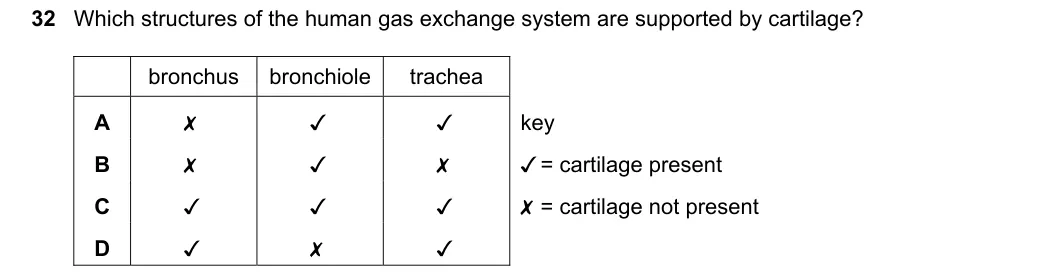 32 Which structures of the human gas exchange system are supported by cartilage?
bronchus bronchiole trachea
A ✗ ✓ ✓ key
B ✗ ✓ ✗ ✓ = cartilage present
C ✓ ✓ ✓ ✗ = cartilage not present
D ✓ ✗ ✓